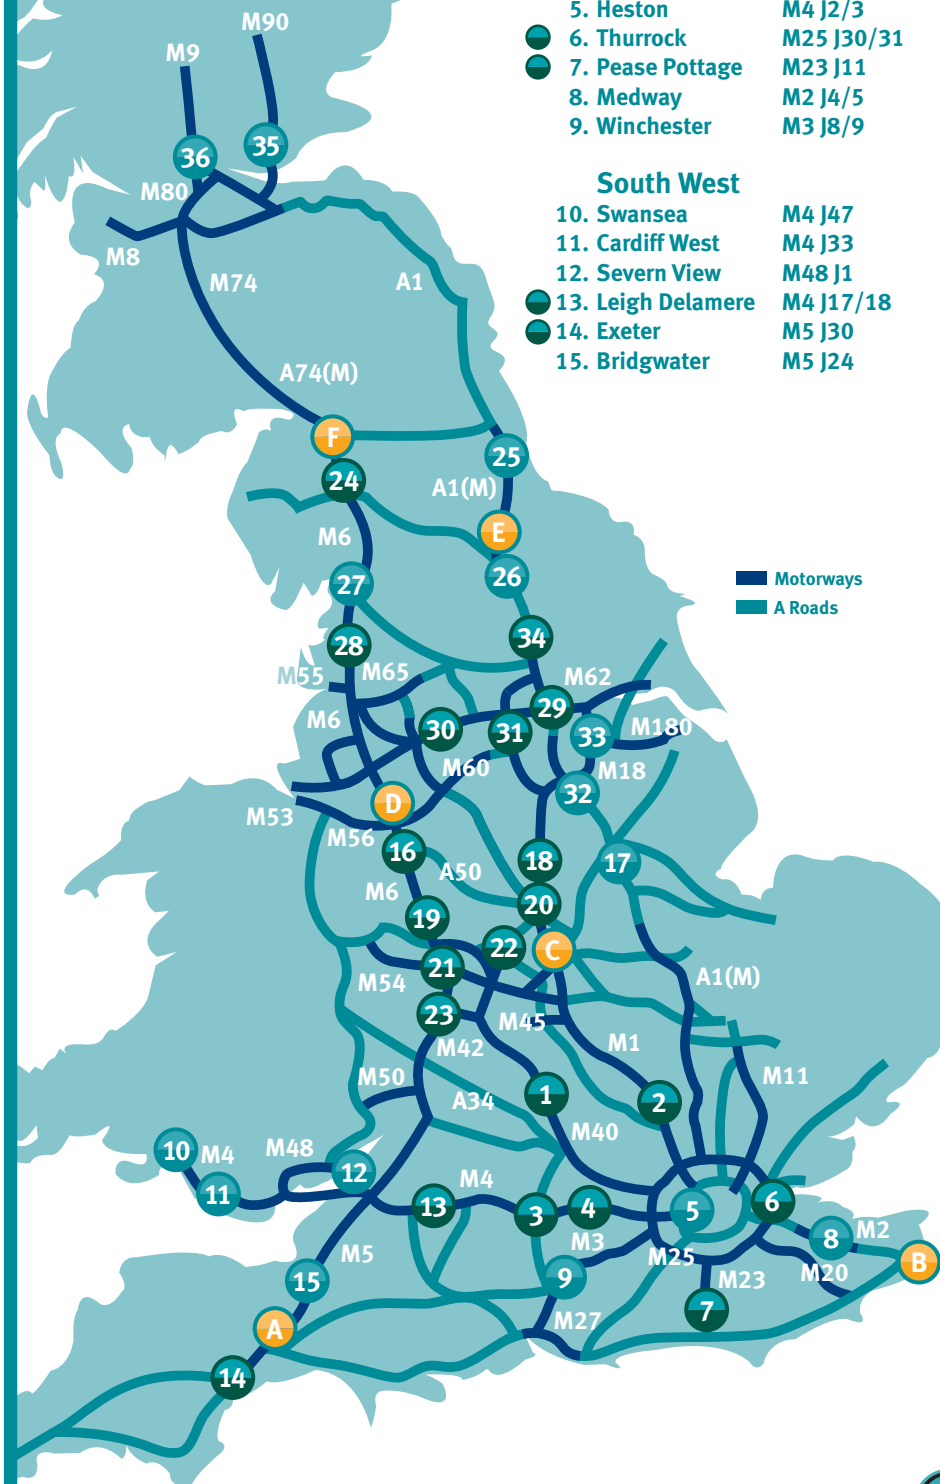 5. Heston M4 J2/3
6. Thurrock M25 J30/31
7. Pease Pottage M23 J11
8. Medway M2 J4/5
9. Winchester M3 J8/9
South West
10. Swansea M4 J47
11. Cardiff West M4 J33
12. Severn View M48 J1
13. Leigh Delamere M4 J17/18
14. Exeter M5 J30
15. Bridgwater M5 J24
Motorways
A Roads
M90
M9
35
36
M80
M8
M74
A1
A74(M)
F
25
24
A1(M)
E
M6
26
27
34
28
M55
M65
M62
29
M6
30
31
33
M180
M60
M18
32
D
M53
M56
16
18
17
A50
M6
20
19
22
C
21
M54
A1(M)
23
M45
M42
M1
M50
M11
1
2
A34
M40
10
M4
M48
12
11
13
M4
3
4
5
6
8
M2
M3
M25
B
M5
9
M23
M20
15
7
M27
A
14